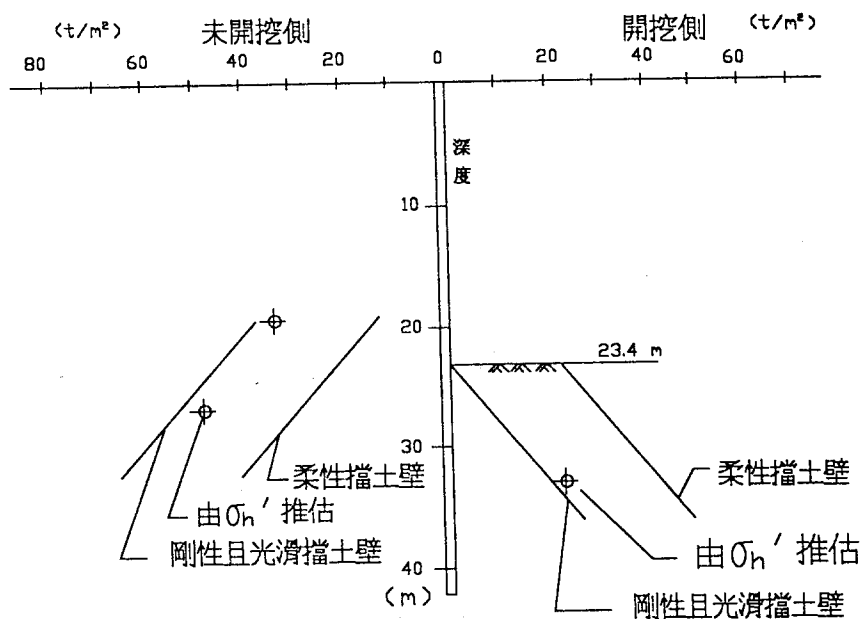 (t/m²) 未開挖側 開挖側 (t/m²)
80 60 40 20 0 20 40 60
深度
10
20
23.4 m
30
40
(m)
柔性擋土壁
由σh' 推估
剛性且光滑擋土壁
柔性擋土壁
由σh' 推估
剛性且光滑擋土壁